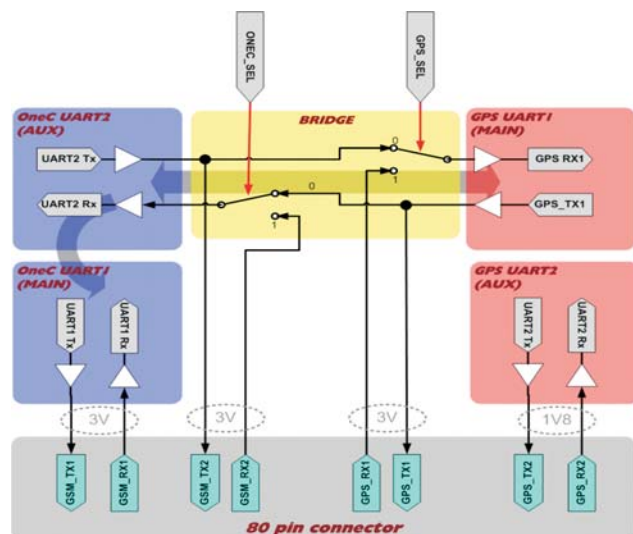 ONEC_SEL
GPS_SEL
OneC UART2
(AUX)
BRIDGE
GPS UART1
(MAIN)
UART2 Tx
0
GPS RX1
1
UART2 Rx
0
GPS_TX1
1
OneC UART1
(MAIN)
GPS UART2
(AUX)
UART1 Tx
UART1 Rx
UART2 Tx
UART2 Rx
3V
3V
3V
1V8
GSM_TX1
GSM_RX1
GSM_TX2
GSM_RX2
GPS_RX1
GPS_TX1
GPS_TX2
GPS_RX2
80 pin connector